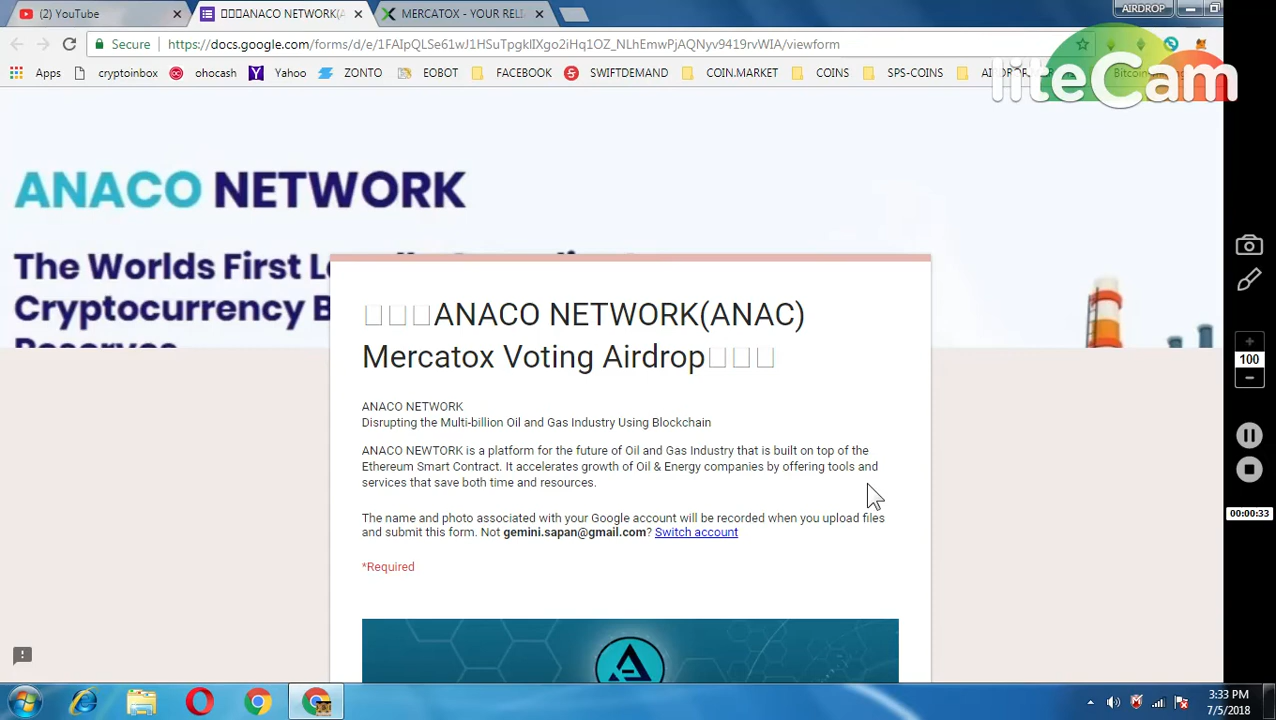 (2) YouTube
ANACO NETWORK(A
MERCATOX - YOUR RELI
AIRDROP
Secure
https://docs.google.com/forms/d/e/1FAIpQLSe61wJ1HSuTpgklIXGo2iHq1OZ_NLhEmwPjAQNyv9419rvWIA/viewform
Apps
cryptoinbox
ohocash
Yahoo
EOBOT
FACEBOOK
SWIFTDEMAND
COIN.MARKET
COINS
SPS-COINS
liteCam
ANACO NETWORK
The Worlds First
Cryptocurrency B
Reserves
ANACO NETWORK(ANAC)
Mercatox Voting Airdrop
ANACO NETWORK
Disrupting the Multi-billion Oil and Gas Industry Using Blockchain
ANACO NEWTORK is a platform for the future of Oil and Gas Industry that is built on top of the
Ethereum Smart Contract. It accelerates growth of Oil & Energy companies by offering tools and
services that save both time and resources.
The name and photo associated with your Google account will be recorded when you upload files
and submit this form. Not gemini.sapan@gmail.com? Switch account
*Required
100
00:00:33
3:33 PM
7/5/2018